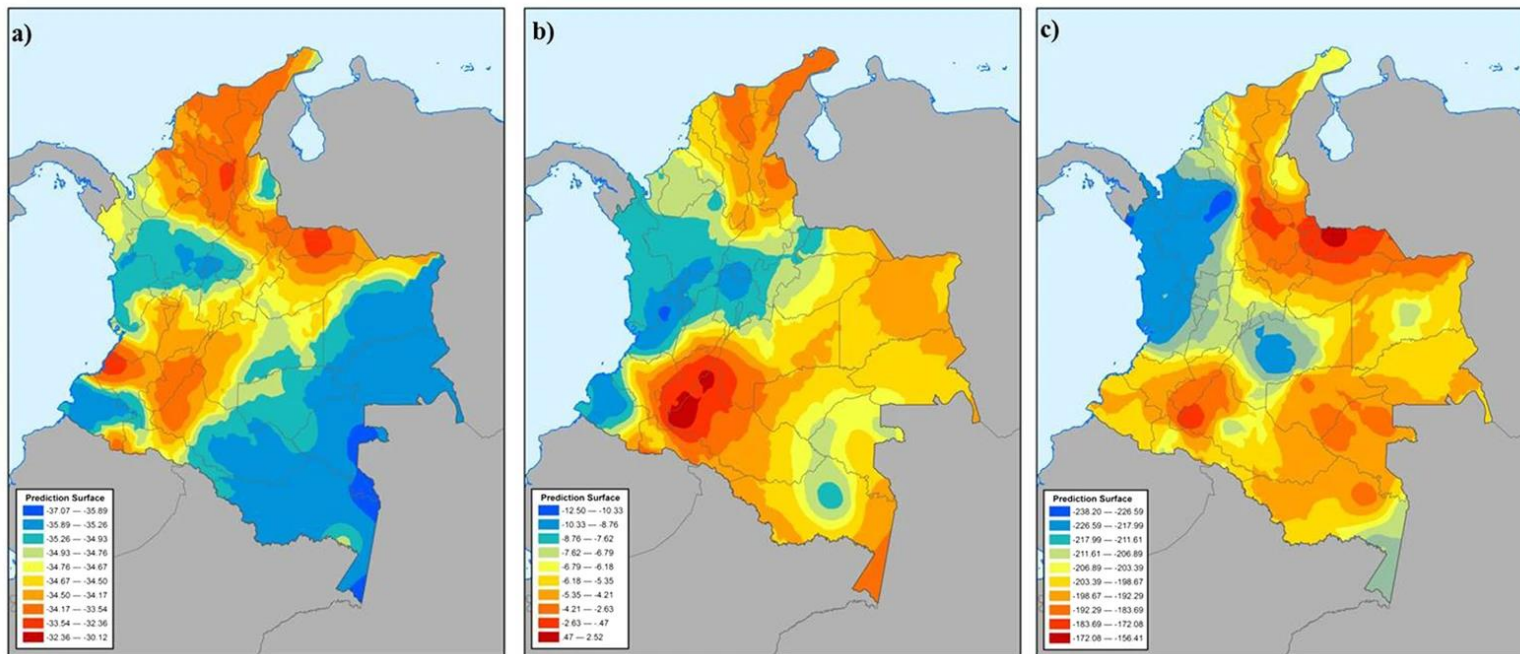 a)
Prediction Surface
-37.07 — -35.89
-35.89 — -35.26
-35.26 — -34.93
-34.93 — -34.76
-34.76 — -34.67
-34.67 — -34.50
-34.50 — -34.17
-34.17 — -33.54
-33.54 — -32.36
-32.36 — -30.12
b)
Prediction Surface
-12.50 — -10.33
-10.33 — -8.76
-8.76 — -7.62
-7.62 — -6.79
-6.79 — -6.18
-6.18 — -5.35
-5.35 — -4.21
-4.21 — -2.63
-2.63 — -.47
.47 — 2.52
c)
Prediction Surface
-238.20 — -226.59
-226.59 — -217.99
-217.99 — -211.61
-211.61 — -206.89
-206.89 — -203.39
-203.39 — -198.67
-198.67 — -192.29
-192.29 — -183.69
-183.69 — -172.08
-172.08 — -156.41